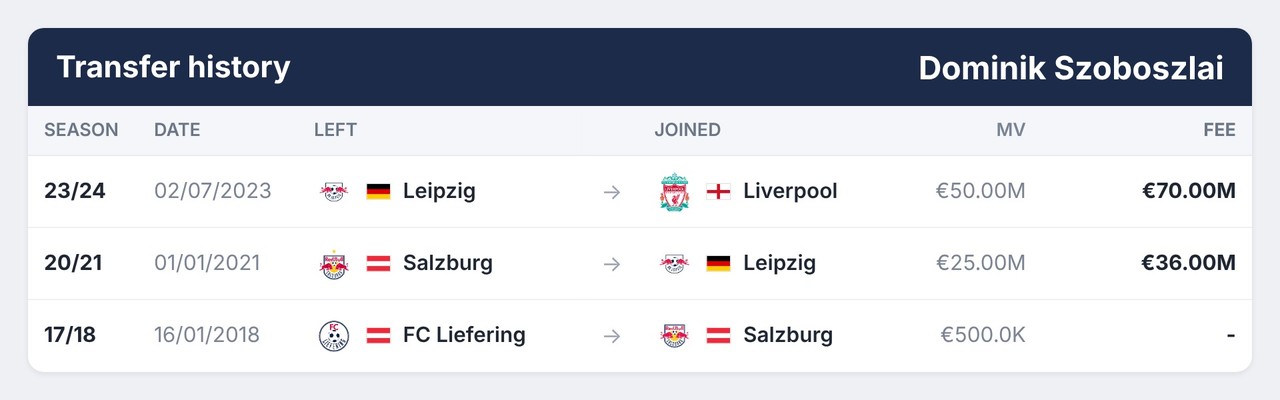 Transfer history Dominik Szoboszlai
SEASON DATE LEFT JOINED MV FEE
23/24 02/07/2023 Leipzig → Liverpool €50.00M €70.00M
20/21 01/01/2021 Salzburg → Leipzig €25.00M €36.00M
17/18 16/01/2018 FC Liefering → Salzburg €500.0K -